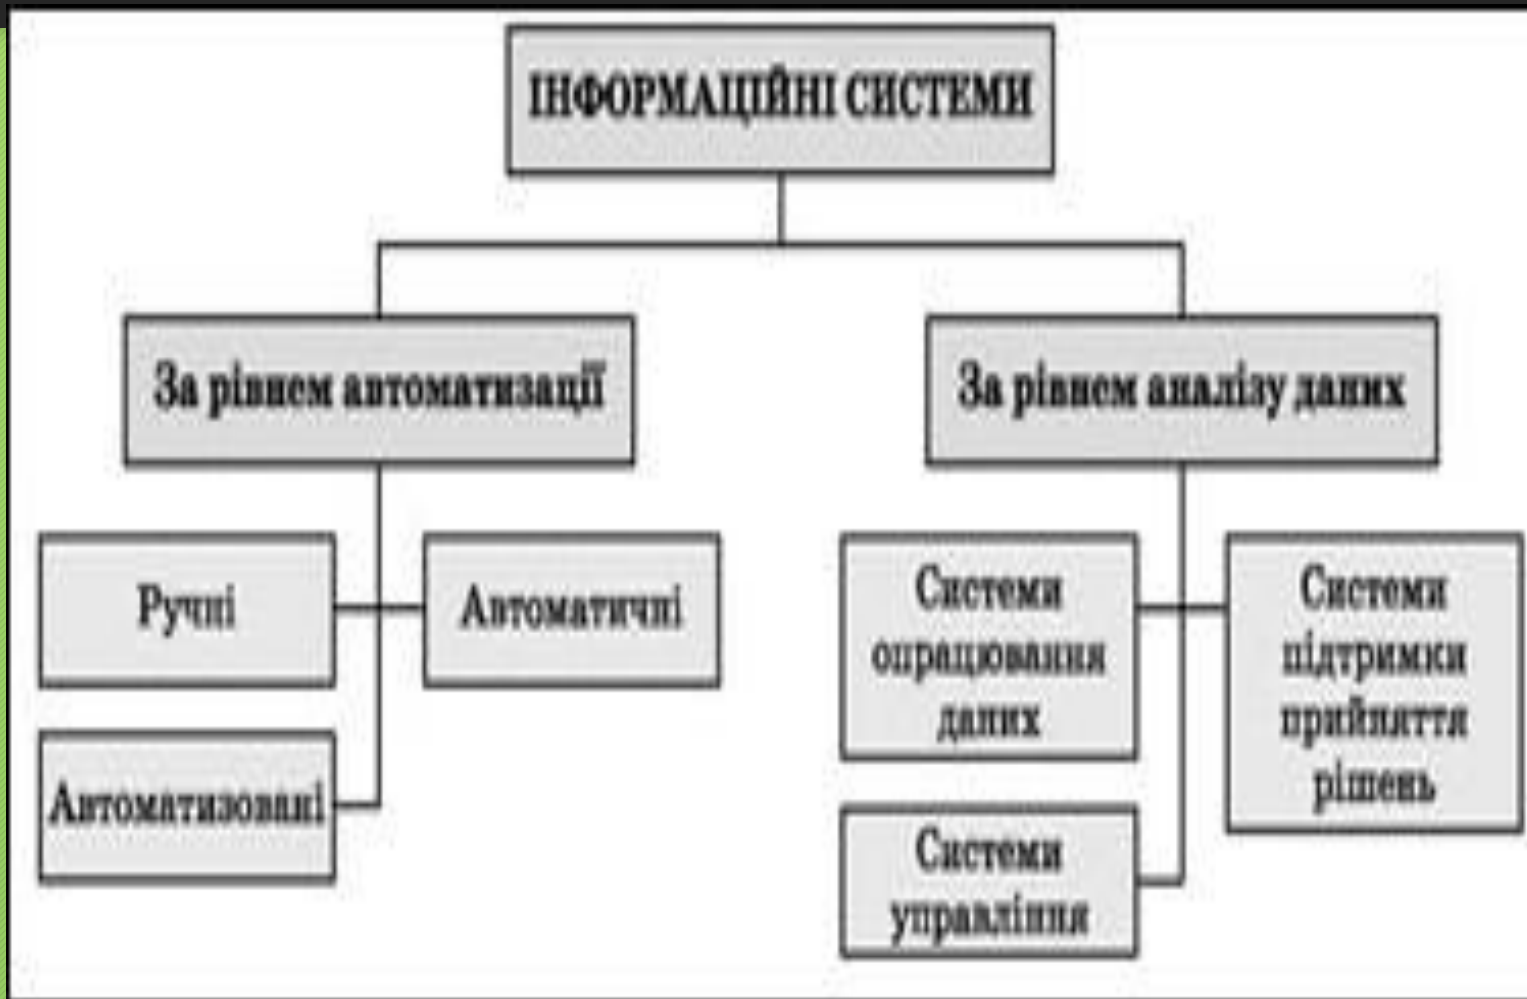 ІНФОРМАЦІЙНІ СИСТЕМИ
За рівнем автоматизації
За рівнем аналізу даних
Ручні
Автоматичні
Автоматизовані
Системи
опрацювання
даних
Системи
підтримки
прийняття
рішень
Системи
управління